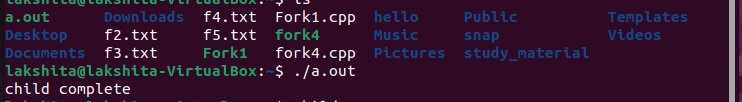 a.out Downloads f4.txt Fork1.cpp hello Public Templates
Desktop f2.txt f5.txt fork4 Music snap Videos
Documents f3.txt Fork1 fork4.cpp Pictures study_material
lakshita@lakshita-VirtualBox:~$ ./a.out
child complete